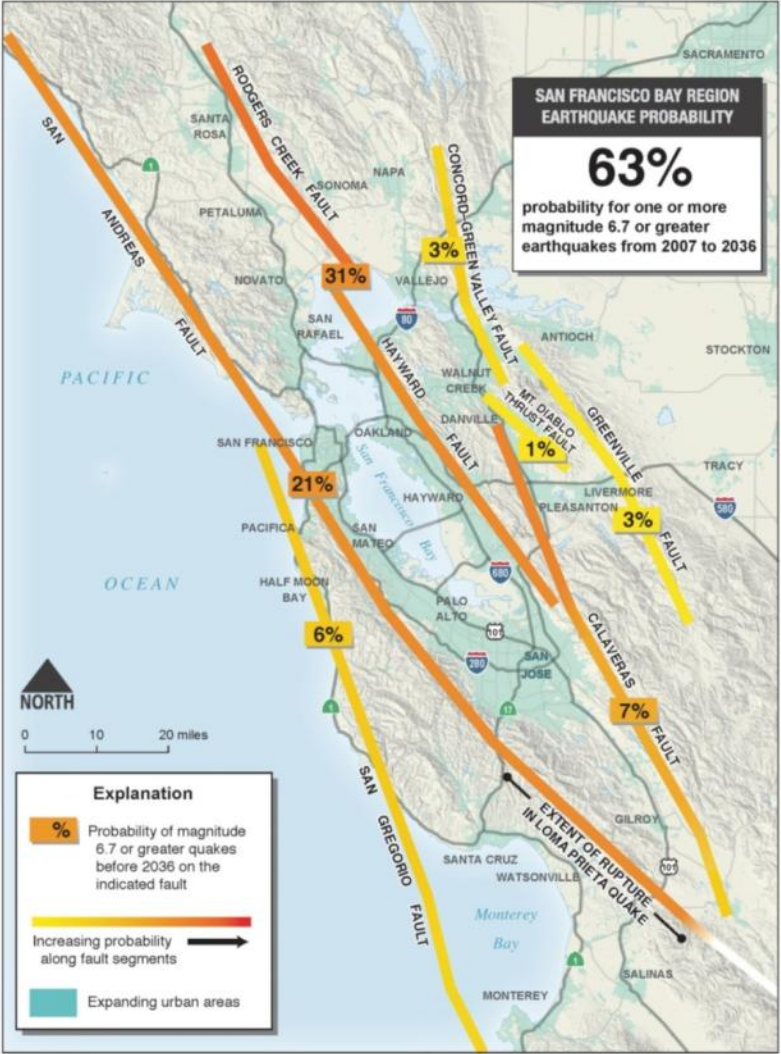 SACRAMENTO
SAN FRANCISCO BAY REGION
EARTHQUAKE PROBABILITY
63%
probability for one or more
magnitude 6.7 or greater
earthquakes from 2007 to 2036
SAN ANDREAS FAULT
RODGERS CREEK FAULT
CONCORD–GREEN VALLEY FAULT
SANTA
ROSA
1
NAPA
SONOMA
PETALUMA
3%
31%
NOVATO
VALLEJO
80
SAN
RAFAEL
HAYWARD FAULT
ANTIOCH
STOCKTON
PACIFIC
WALNUT
CREEK
MT. DIABLO
THRUST FAULT
GREENVILLE FAULT
DANVILLE
1%
SAN FRANCISCO
OAKLAND
San Francisco Bay
TRACY
21%
HAYWARD
LIVERMORE
PLEASANTON
580
3%
PACIFICA
SAN
MATEO
OCEAN
HALF MOON
BAY
680
PALO
ALTO
6%
101
280
SAN
JOSE
CALAVERAS FAULT
7%
NORTH
1
17
0 10 20 miles
SAN GREGORIO FAULT
EXTENT OF RUPTURE
IN LOMA PRIETA QUAKE
GILROY
SANTA CRUZ
WATSONVILLE
101
Monterey
Bay
1
SALINAS
MONTEREY
Explanation
%
Probability of magnitude
6.7 or greater quakes
before 2036 on the
indicated fault
Increasing probability
along fault segments
Expanding urban areas